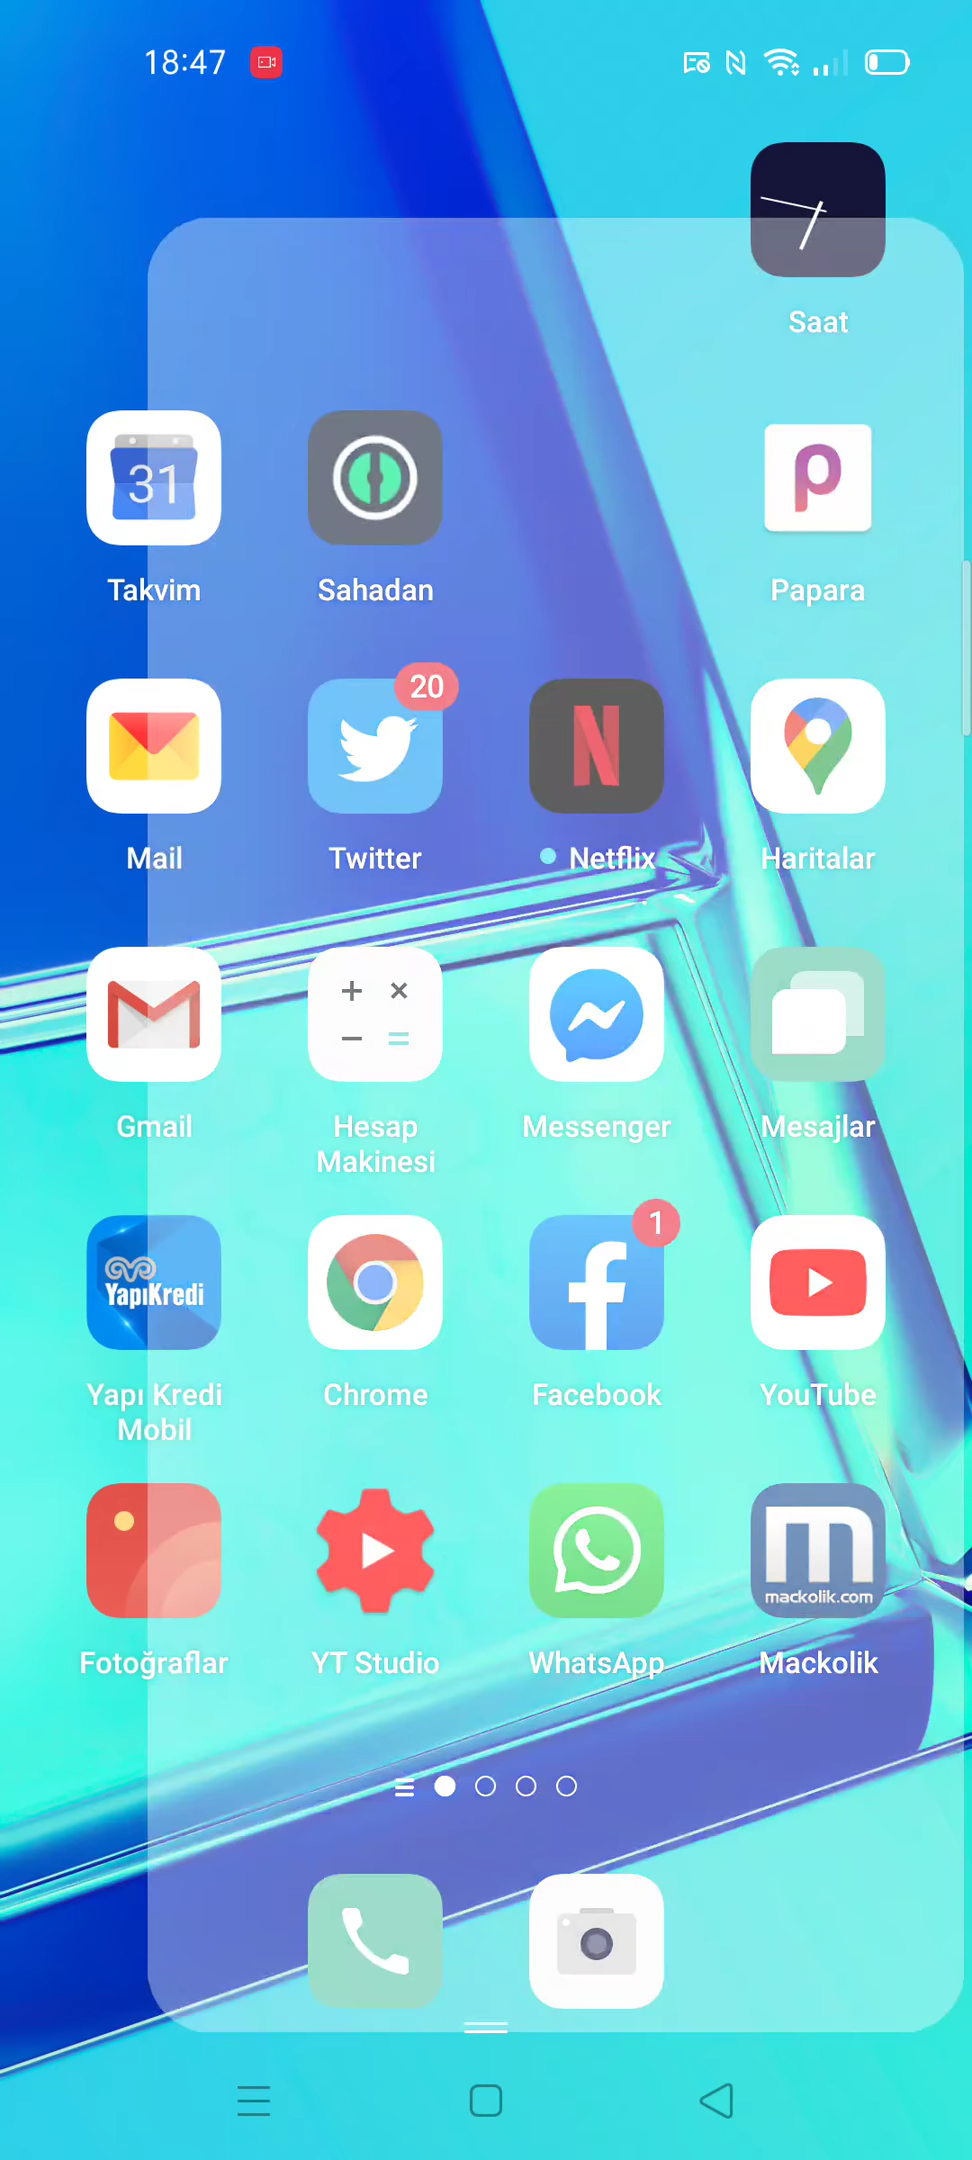 18:47
Saat
31
Takvim
Sahadan
Papara
20
Mail
Twitter
Netflix
Haritalar
Gmail
Hesap
Makinesi
Messenger
Mesajlar
1
YapıKredi
Yapı Kredi
Mobil
Chrome
Facebook
YouTube
mackolik.com
Fotoğraflar
YT Studio
WhatsApp
Mackolik